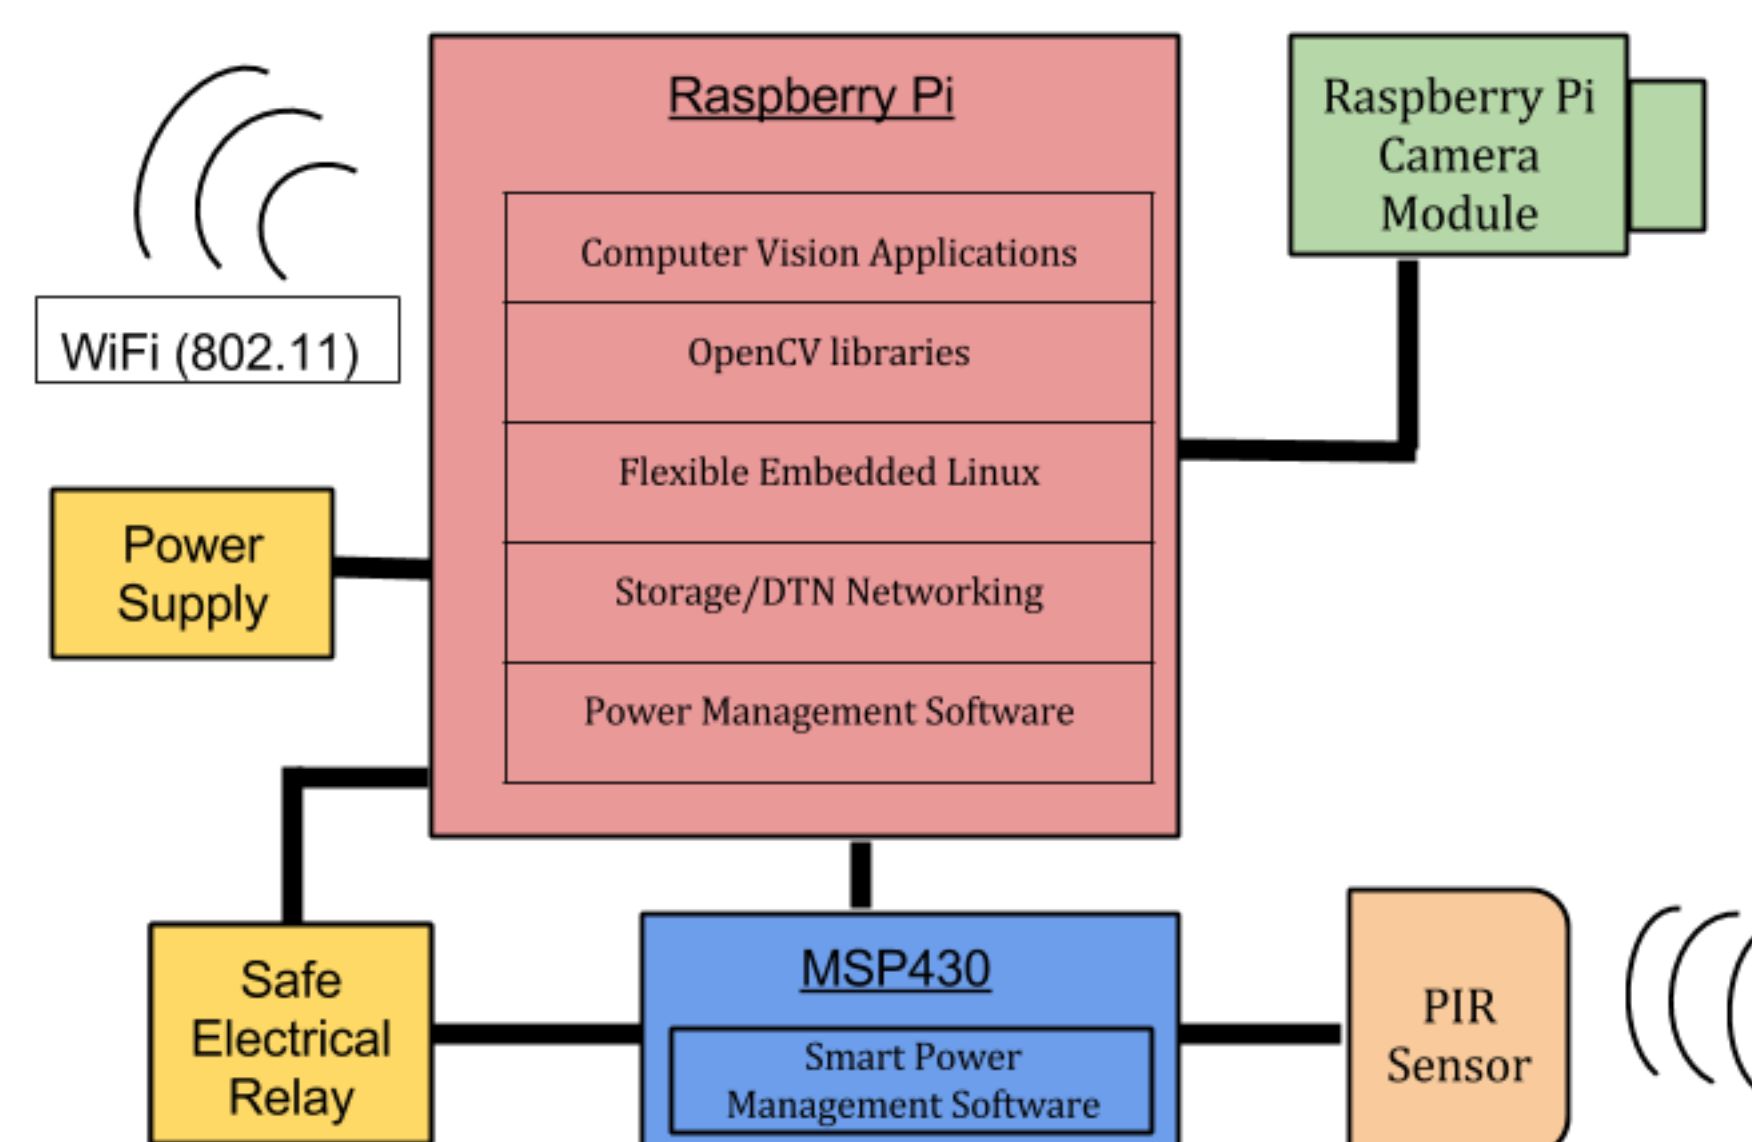 Raspberry Pi
Computer Vision Applications
OpenCV libraries
Flexible Embedded Linux
Storage/DTN Networking
Power Management Software
Raspberry Pi
Camera
Module
WiFi (802.11)
Power
Supply
Safe
Electrical
Relay
MSP430
Smart Power
Management Software
PIR
Sensor